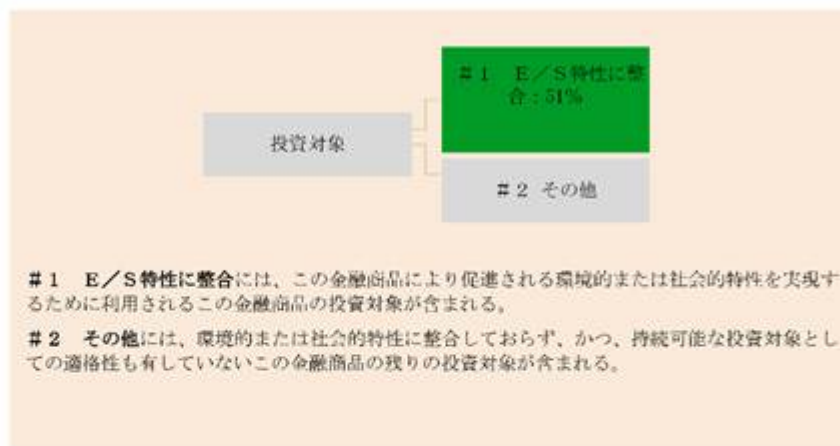 #1 E/S特性に整
合:51%
投資対象
#2 その他
#1 E/S特性に整合には、この金融商品により促進される環境的または社会的特性を実現す
るために利用されるこの金融商品の投資対象が含まれる。
#2 その他には、環境的または社会的特性に整合しておらず、かつ、持続可能な投資対象とし
ての適格性も有していないこの金融商品の残りの投資対象が含まれる。